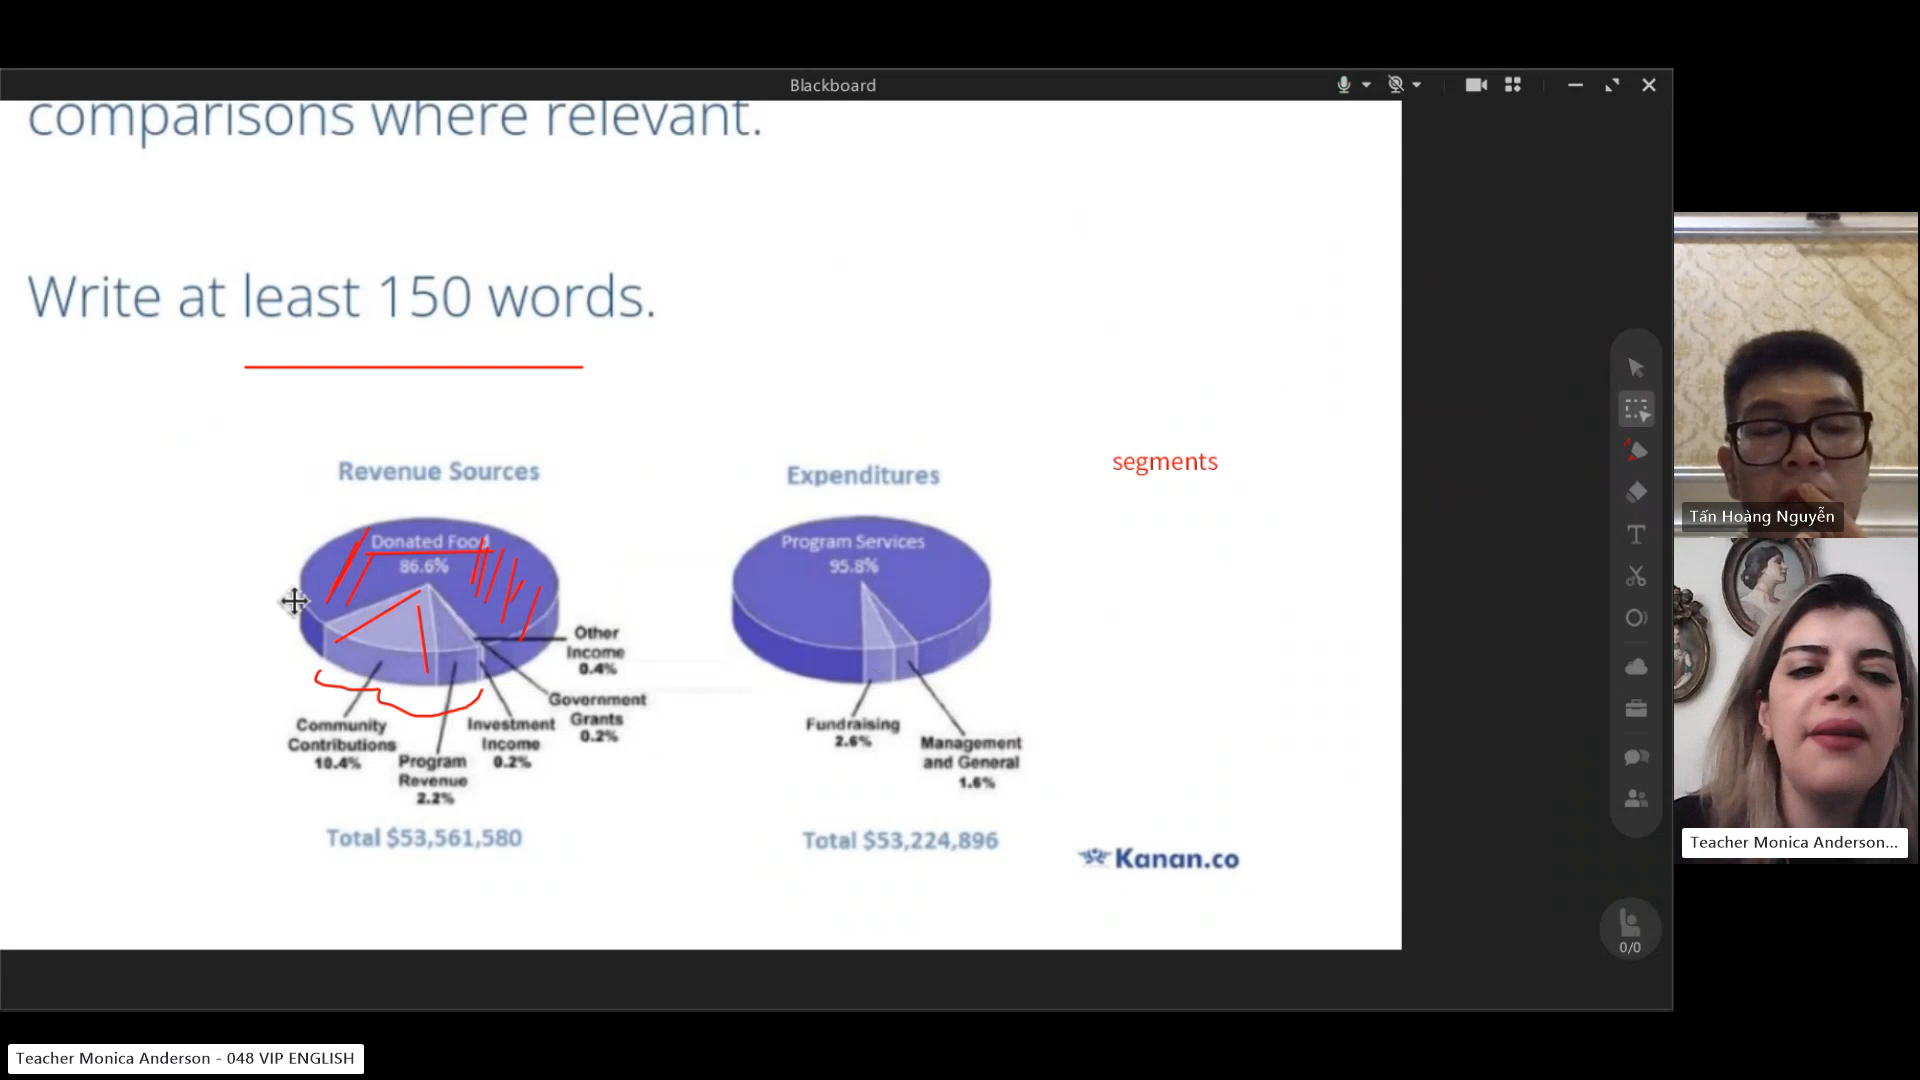 Blackboard
comparisons where relevant.
Write at least 150 words.
Revenue Sources
Donated Food
86.6%
Other
Income
0.4%
Government
Grants
0.2%
Investment
Income
0.2%
Program
Revenue
2.2%
Community
Contributions
10.4%
Total $53,561,580
Expenditures
Program Services
95.8%
Fundraising
2.6%
Management
and General
1.6%
Total $53,224,896
segments
Kanan.co
Tấn Hoàng Nguyễn
Teacher Monica Anderson...
0/0
Teacher Monica Anderson - 048 VIP ENGLISH